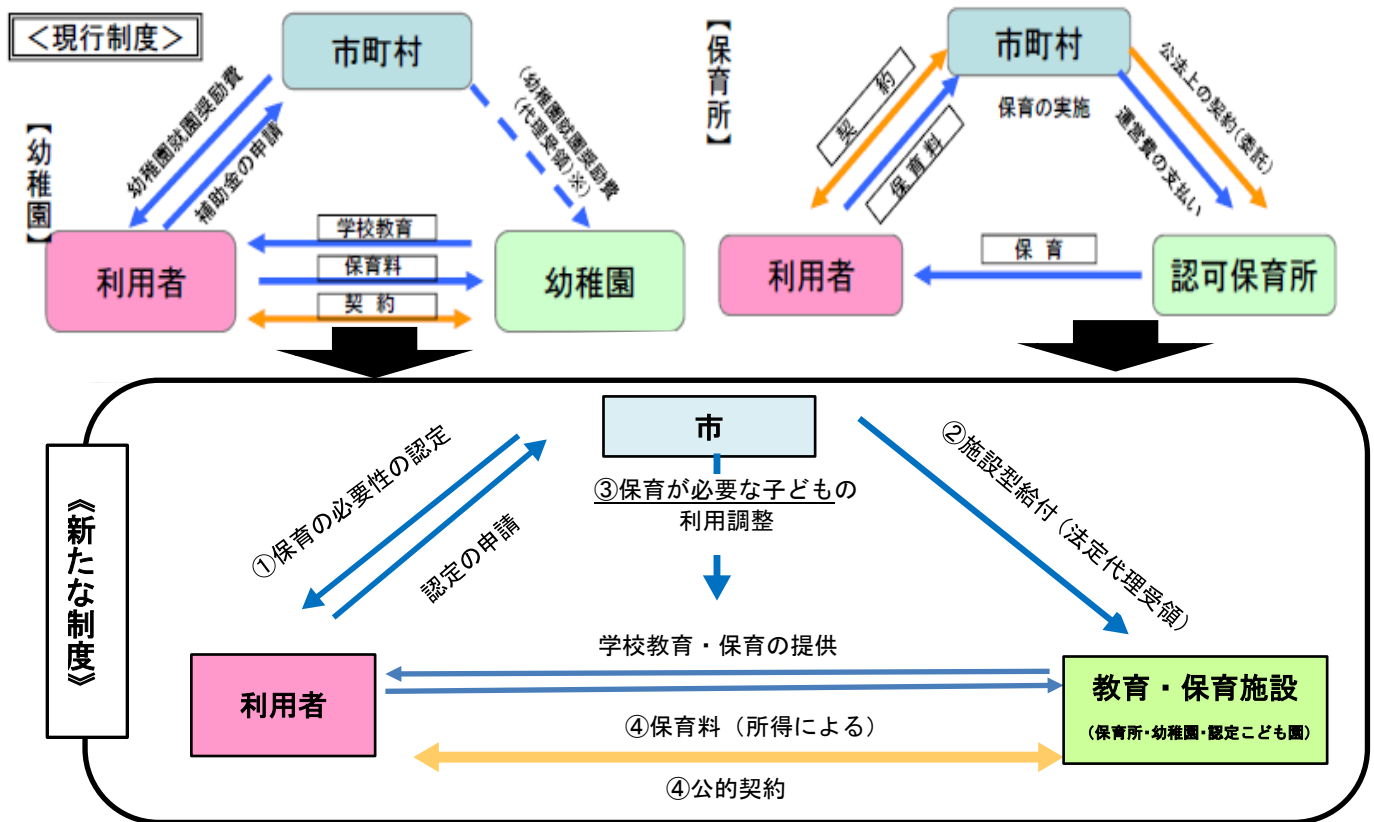 ＜現行制度＞
【幼稚園】
市町村
幼稚園就園奨励費
補助金の申請
(幼稚園就園奨励費
(代理受領)※)
学校教育
保育料
契 約
利用者
幼稚園
【保育所】
市町村
保育の実施
契 約
保育料
公法上の契約(委託)
運営費の支払い
保 育
利用者
認可保育所
《新たな制度》
市
①保育の必要性の認定
認定の申請
③保育が必要な子どもの
利用調整
②施設型給付（法定代理受領）
学校教育・保育の提供
利用者
教育・保育施設
（保育所・幼稚園・認定こども園）
④保育料（所得による）
④公的契約